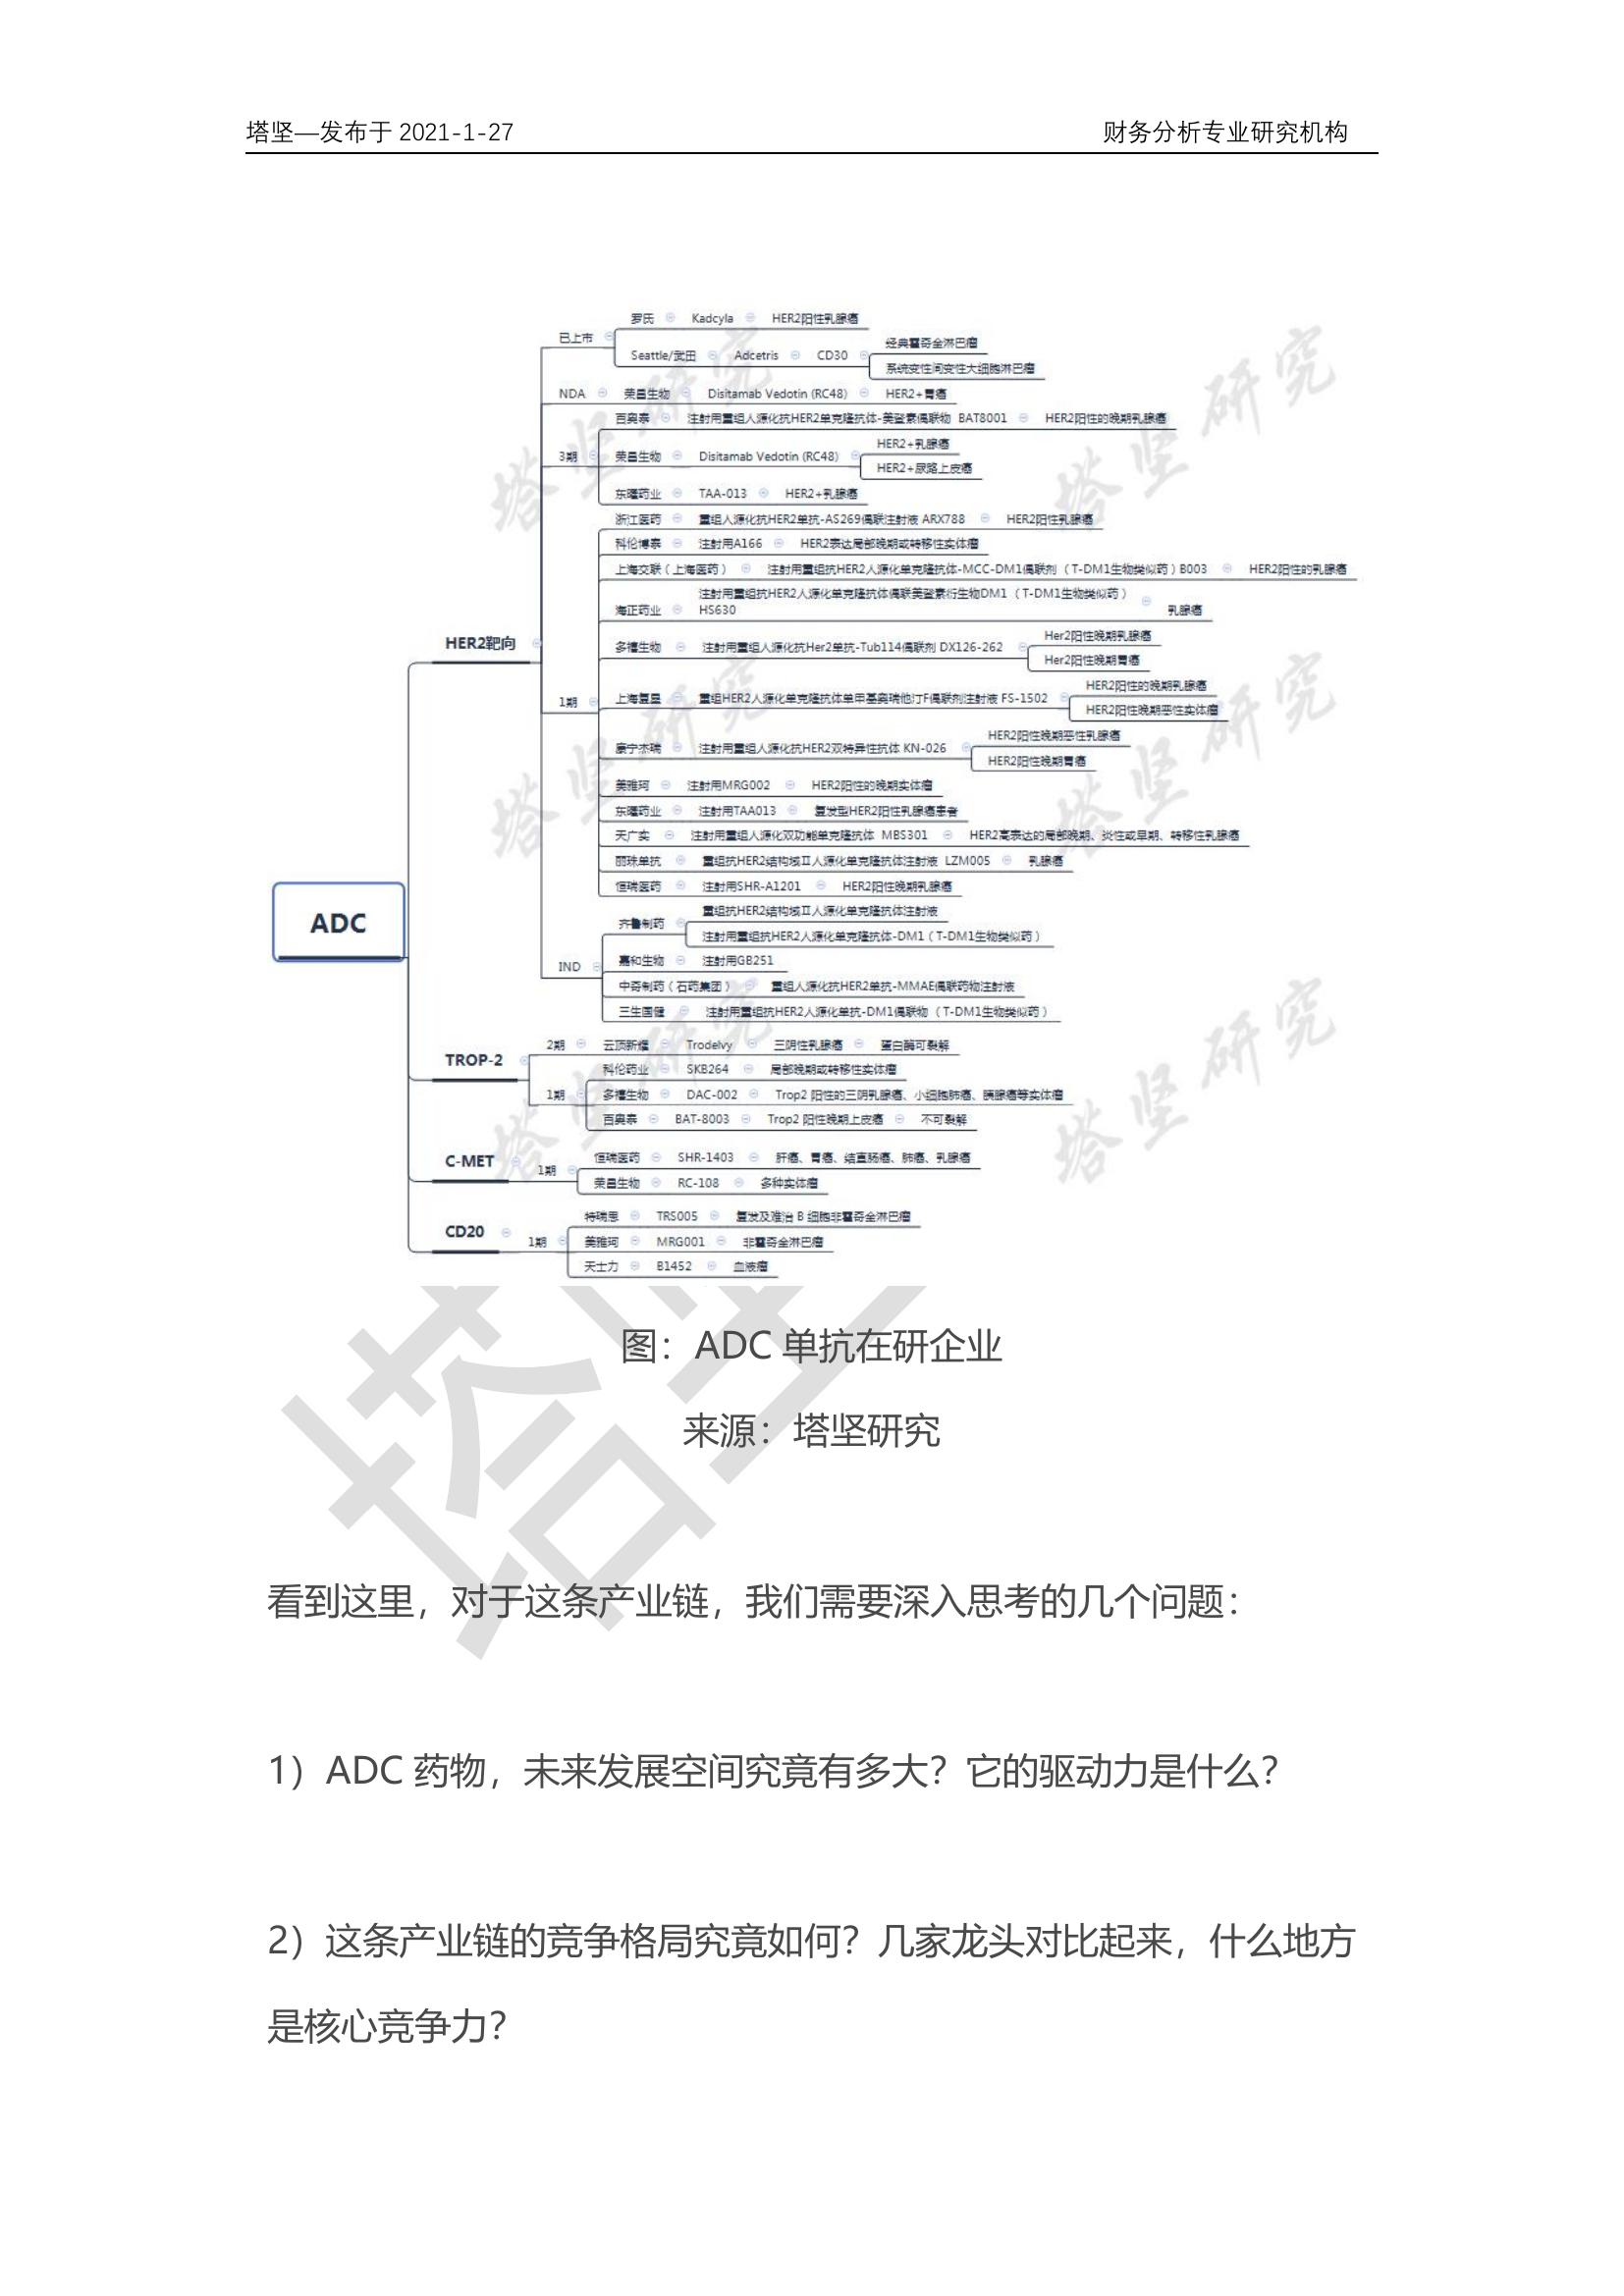 塔坚—发布于 2021-1-27 财务分析专业研究机构
罗氏 Kadcyla HER2阳性乳腺癌
已上市
经典霍奇金淋巴瘤
Seattle/武田 Adcetris CD30
系统变性间变性大细胞淋巴瘤
NDA 荣昌生物 Disitamab Vedotin (RC48) HER2+胃癌
百奥泰 注射用重组人源化抗HER2单克隆抗体-美登素偶联物 BAT8001 HER2阳性的晚期乳腺癌
HER2+乳腺癌
3期 荣昌生物 Disitamab Vedotin (RC48)
HER2+尿路上皮癌
东曜药业 TAA-013 HER2+乳腺癌
浙江医药 重组人源化抗HER2单抗-AS269偶联注射液 ARX788 HER2阳性乳腺癌
科伦博泰 注射用A166 HER2表达局部晚期或转移性实体瘤
上海交联（上海医药） 注射用重组抗HER2人源化单克隆抗体-MCC-DM1偶联剂（T-DM1生物类似药）B003 HER2阳性的乳腺癌
注射用重组抗HER2人源化单克隆抗体偶联美登素衍生物DM1（T-DM1生物类似药）
海正药业 HS630 乳腺癌
HER2靶向
Her2阳性晚期乳腺癌
多禧生物 注射用重组人源化抗Her2单抗-Tub114偶联剂 DX126-262
Her2阳性晚期胃癌
HER2阳性的晚期乳腺癌
1期 上海复星 重组HER2人源化单克隆抗体单甲基奥瑞他汀F偶联剂注射液 FS-1502
HER2阳性晚期恶性实体瘤
HER2阳性晚期恶性乳腺癌
康宁杰瑞 注射用重组人源化抗HER2双特异性抗体 KN-026
HER2阳性晚期胃癌
美雅珂 注射用MRG002 HER2阳性的晚期实体瘤
东曜药业 注射用TAA013 复发型HER2阳性乳腺癌患者
天广实 注射用重组人源化双功能单克隆抗体 MBS301 HER2高表达的局部晚期、炎性或早期、转移性乳腺癌
丽珠单抗 重组抗HER2结构域Ⅱ人源化单克隆抗体注射液 LZM005 乳腺癌
恒瑞医药 注射用SHR-A1201 HER2阳性晚期乳腺癌
ADC
重组抗HER2结构域Ⅱ人源化单克隆抗体注射液
齐鲁制药
注射用重组抗HER2人源化单克隆抗体-DM1（T-DM1生物类似药）
IND 嘉和生物 注射用GB251
中奇制药（石药集团） 重组人源化抗HER2单抗-MMAE偶联药物注射液
三生国健 注射用重组抗HER2人源化单抗-DM1偶联物（T-DM1生物类似药）
2期 云顶新耀 Trodelvy 三阴性乳腺癌 蛋白酶可裂解
TROP-2
科伦药业 SKB264 局部晚期或转移性实体瘤
1期 多禧生物 DAC-002 Trop2 阳性的三阴乳腺癌、小细胞肺癌、胰腺癌等实体瘤
百奥泰 BAT-8003 Trop2 阳性晚期上皮癌 不可裂解
C-MET 1期 恒瑞医药 SHR-1403 肝癌、胃癌、结直肠癌、肺癌、乳腺癌
荣昌生物 RC-108 多种实体瘤
特瑞思 TRS005 复发及难治 B 细胞非霍奇金淋巴瘤
CD20 1期 美雅珂 MRG001 非霍奇金淋巴瘤
天士力 B1452 血液瘤
图：ADC 单抗在研企业
来源：塔坚研究
看到这里，对于这条产业链，我们需要深入思考的几个问题：
1）ADC 药物，未来发展空间究竟有多大？它的驱动力是什么？
2）这条产业链的竞争格局究竟如何？几家龙头对比起来，什么地方
是核心竞争力？